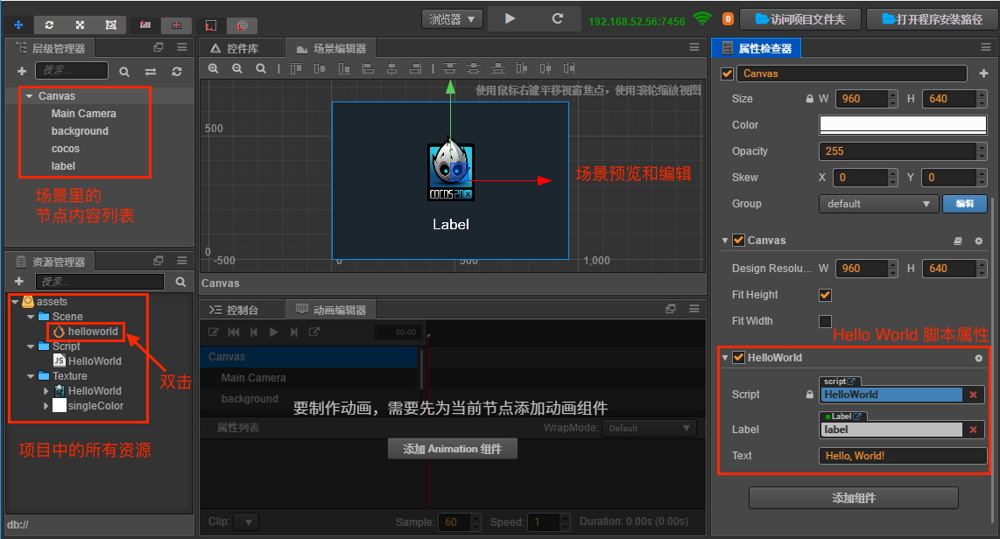 浏览器
192.168.52.56:7456
0
访问项目文件夹
打开程序安装路径
层级管理器
搜索...
Canvas
Main Camera
background
cocos
label
场景里的
节点内容列表
资源管理器
搜索...
assets
Scene
helloworld
Script
JS HelloWorld
Texture
HelloWorld
singleColor
双击
项目中的所有资源
db://
控件库
场景编辑器
使用鼠标右键平移视窗焦点，使用滚轮缩放视图
500
0
-500
0
500
1,000
COCOS2DX
Label
场景预览和编辑
Canvas
控制台
动画编辑器
00-00
Canvas
Main Camera
background
要制作动画，需要先为当前节点添加动画组件
属性列表
WrapMode:
Default
添加 Animation 组件
Clip:
Sample:
60
Speed:
1
Duration: 0.00s (0.00s)
属性检查器
Canvas
Size
W
960
H
640
Color
Opacity
255
Skew
X
0
Y
0
Group
default
编辑
Canvas
Design Resolu...
W
960
H
640
Fit Height
Fit Width
Hello World 脚本属性
HelloWorld
script
Script
HelloWorld
Label
Label
label
Text
Hello, World!
添加组件